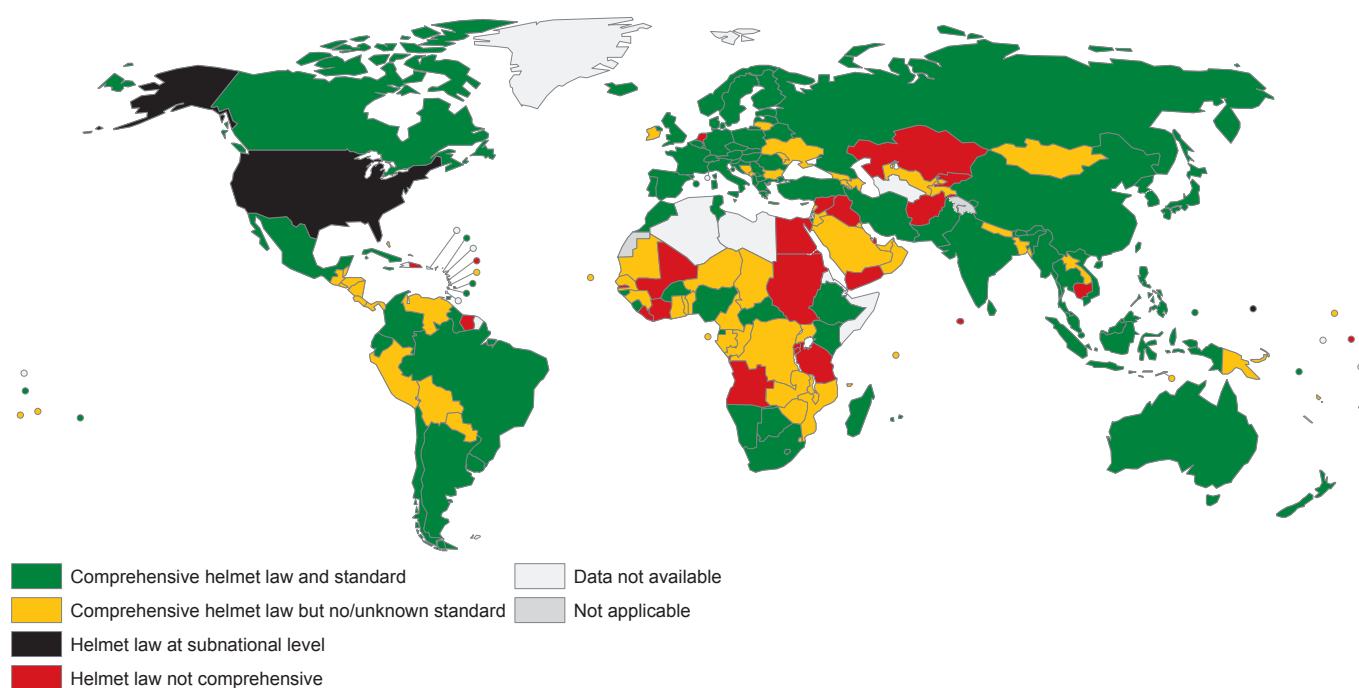 Comprehensive helmet law and standard
Comprehensive helmet law but no/unknown standard
Helmet law at subnational level
Helmet law not comprehensive
Data not available
Not applicable